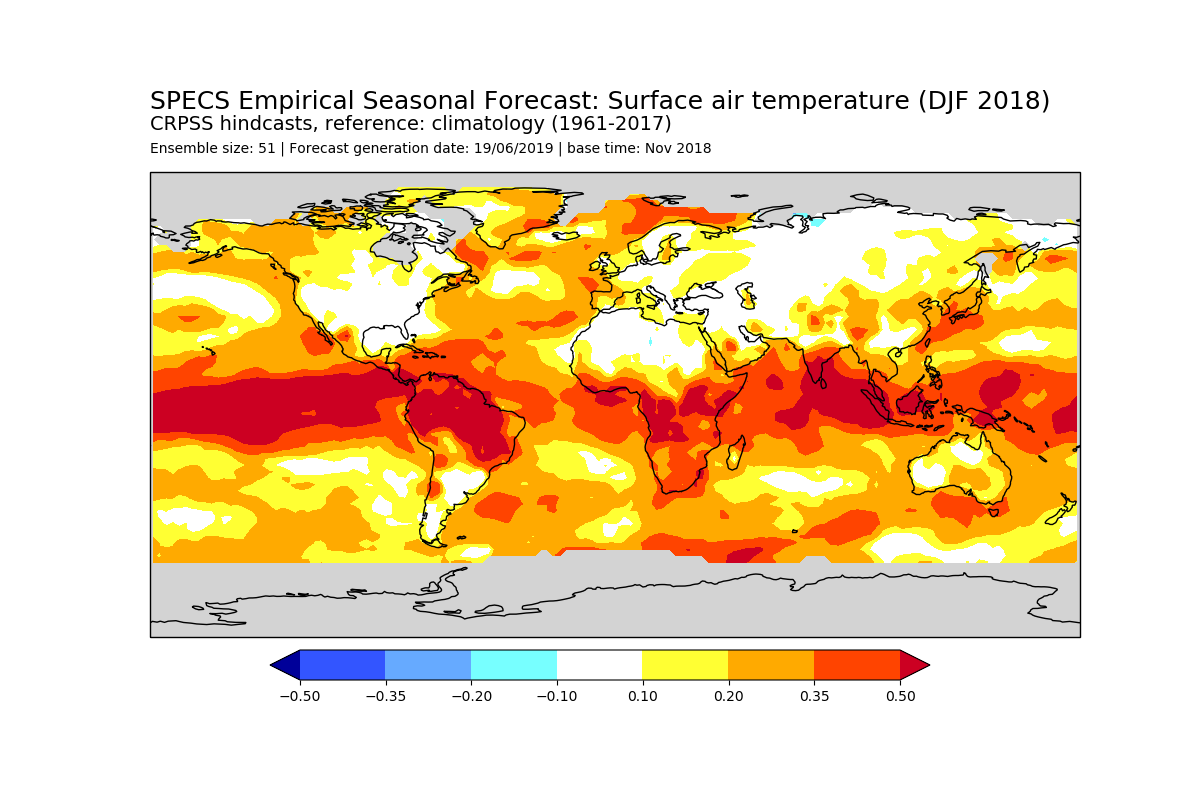 SPECS Empirical Seasonal Forecast: Surface air temperature (DJF 2018)
CRPSS hindcasts, reference: climatology (1961-2017)
Ensemble size: 51 | Forecast generation date: 19/06/2019 | base time: Nov 2018
−0.50 −0.35 −0.20 −0.10 0.10 0.20 0.35 0.50